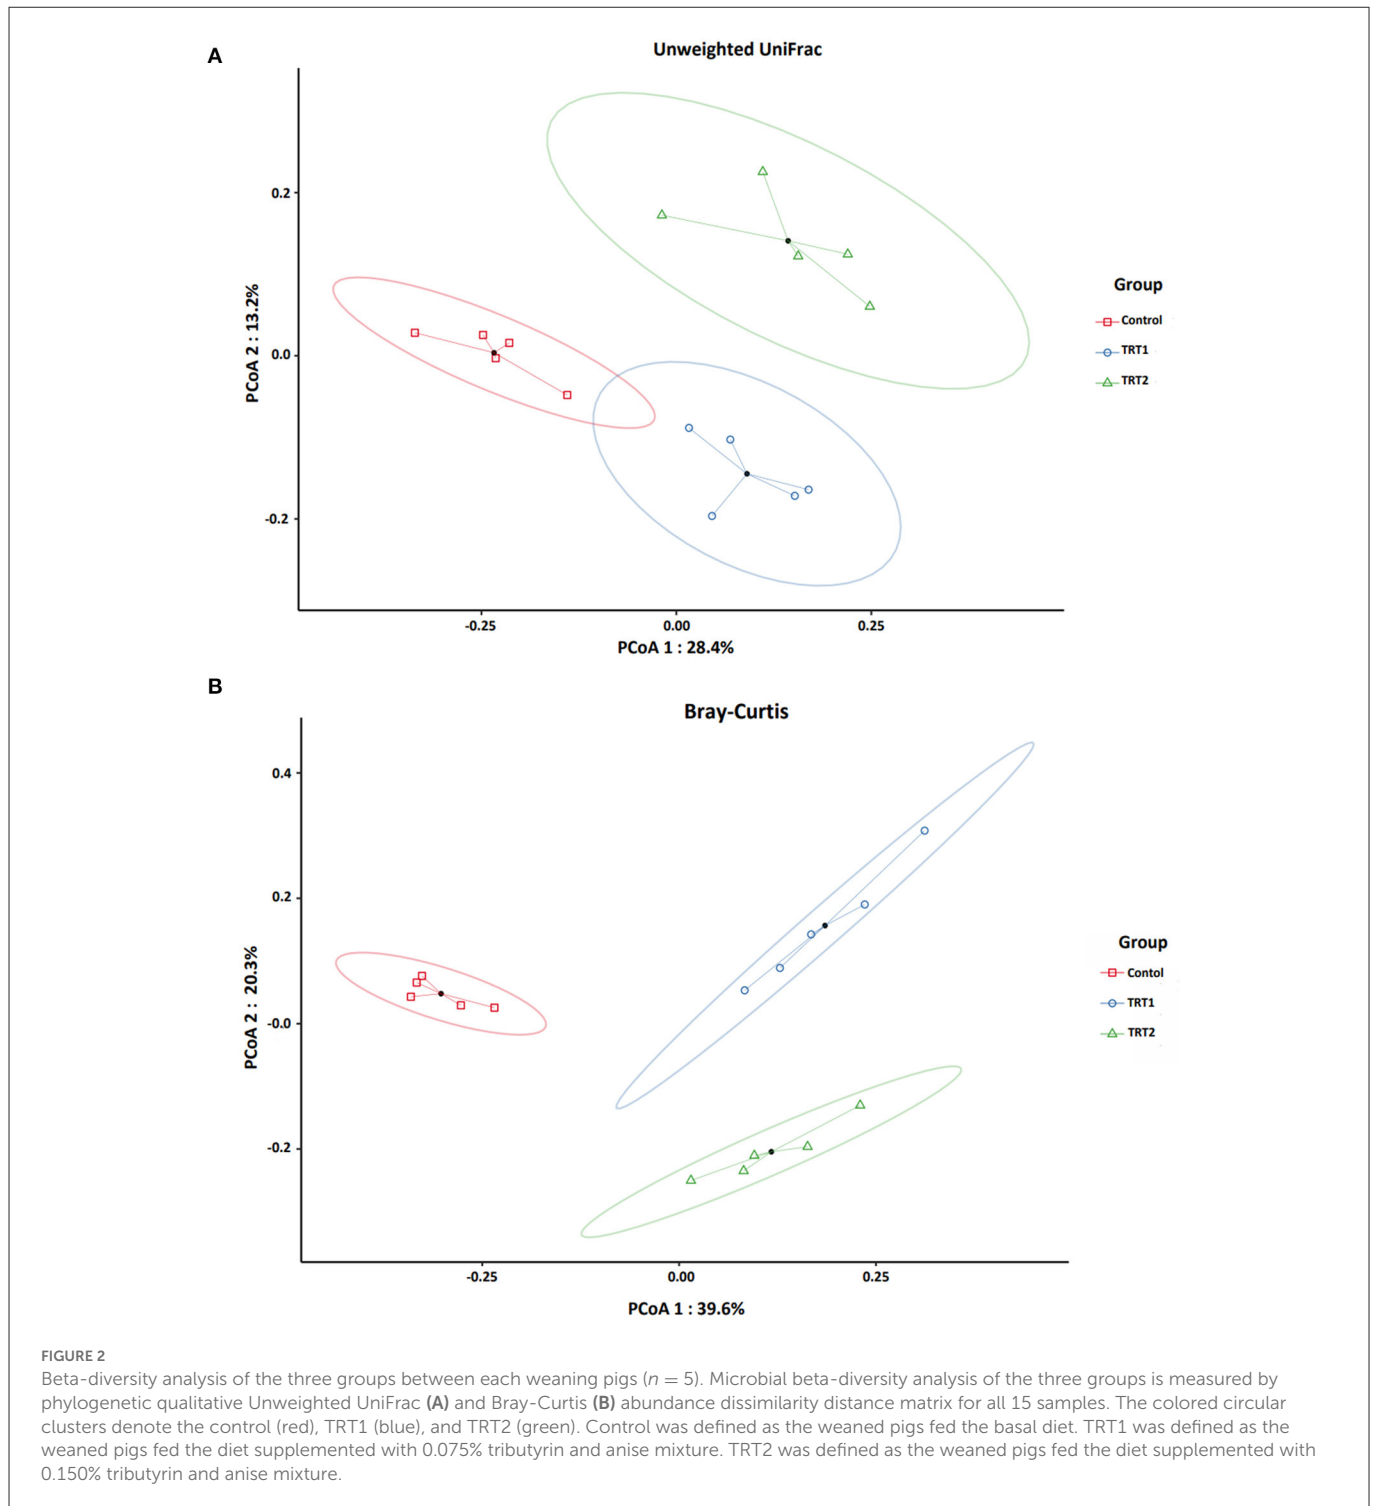 A
Unweighted UniFrac
PCoA 2 : 13.2%
0.2
0.0
-0.2
-0.25
0.00
0.25
PCoA 1 : 28.4%
Group
Control
TRT1
TRT2
B
Bray-Curtis
PCoA 2 : 20.3%
0.4
0.2
-0.0
-0.2
-0.25
0.00
0.25
PCoA 1 : 39.6%
Group
Contol
TRT1
TRT2
FIGURE 2
Beta-diversity analysis of the three groups between each weaning pigs (n = 5). Microbial beta-diversity analysis of the three groups is measured by
phylogenetic qualitative Unweighted UniFrac (A) and Bray-Curtis (B) abundance dissimilarity distance matrix for all 15 samples. The colored circular
clusters denote the control (red), TRT1 (blue), and TRT2 (green). Control was defined as the weaned pigs fed the basal diet. TRT1 was defined as the
weaned pigs fed the diet supplemented with 0.075% tributyrin and anise mixture. TRT2 was defined as the weaned pigs fed the diet supplemented with
0.150% tributyrin and anise mixture.